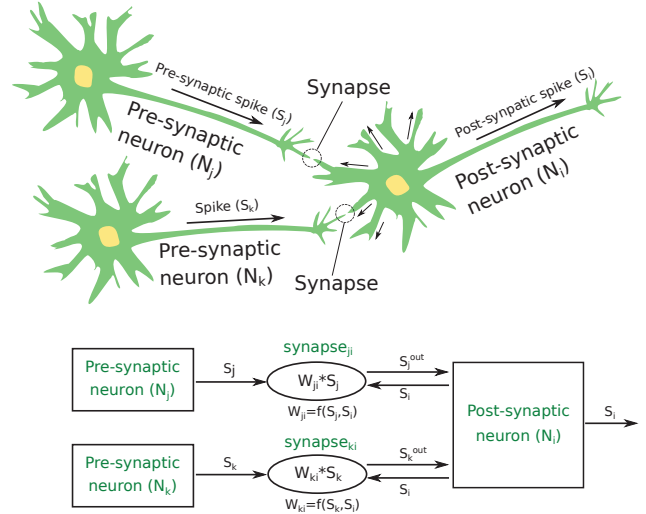 Pre-synaptic spike (Sj)
Synapse
Post-synpatic spike (Si)
Pre-synaptic
neuron (Nj)
Post-synaptic
neuron (Ni)
Spike (Sk)
Pre-synaptic
neuron (Nk)
Synapse
synapseji
Pre-synaptic
neuron (Nj)
Sj
Wji*Sj
Sjout
Si
Wji=f(Sj,Si)
Post-synaptic
neuron (Ni)
Si
synapseki
Pre-synaptic
neuron (Nk)
Sk
Wki*Sk
Skout
Si
Wki=f(Sk,Si)